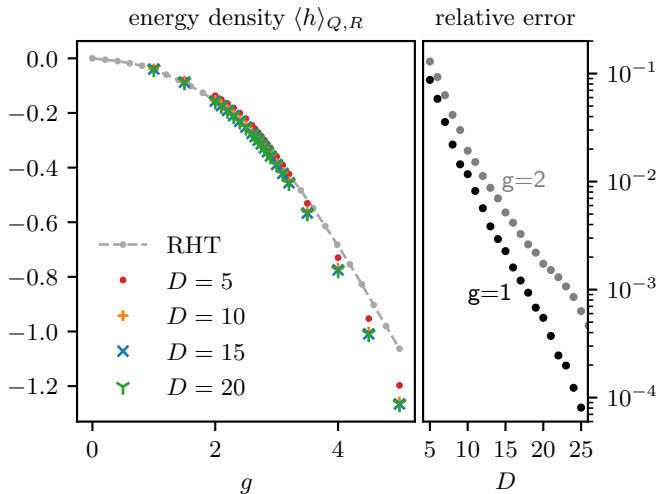 energy density ⟨h⟩Q,R
relative error
0.0
−0.2
−0.4
−0.6
−0.8
−1.0
−1.2
RHT
D = 5
D = 10
D = 15
D = 20
0
2
4
g
g=2
g=1
10⁻¹
10⁻²
10⁻³
10⁻⁴
5
10
15
20
25
D